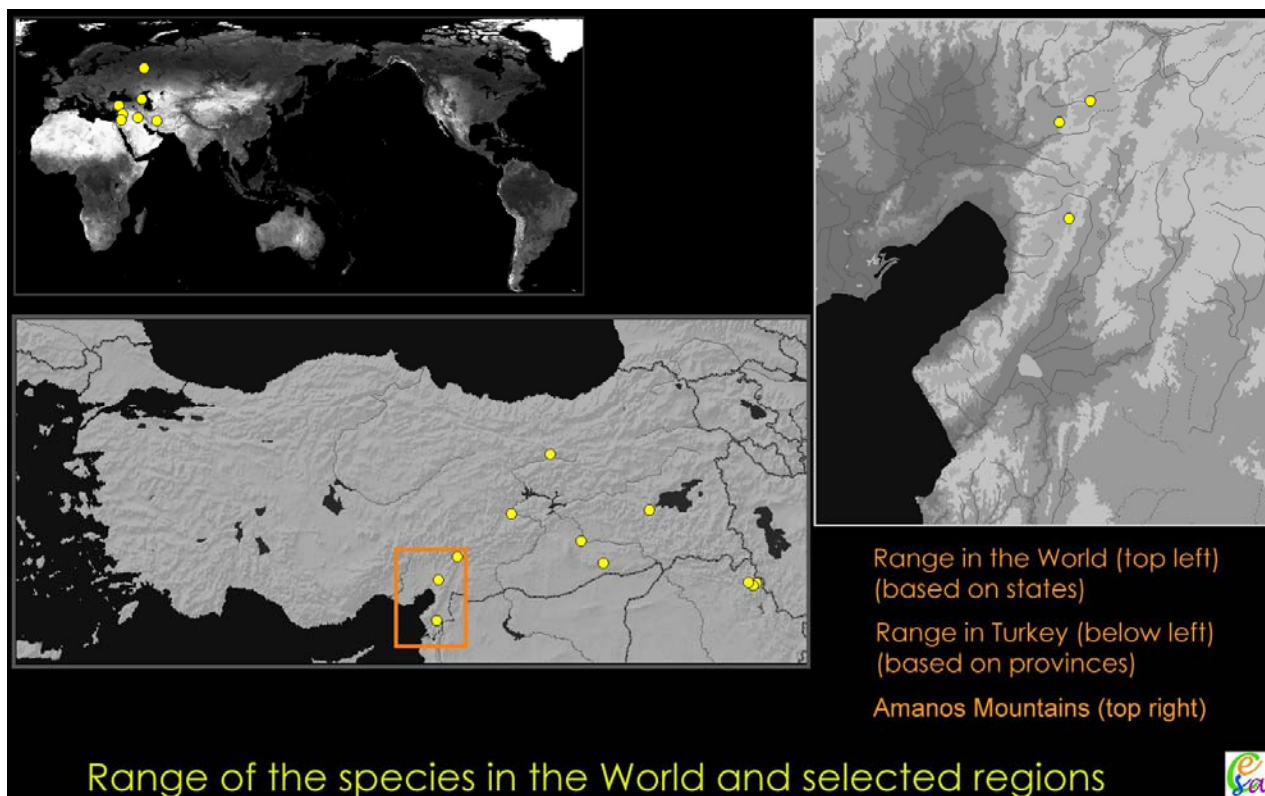 Range in the World (top left)
(based on states)
Range in Turkey (below left)
(based on provinces)
Amanos Mountains (top right)
Range of the species in the World and selected regions